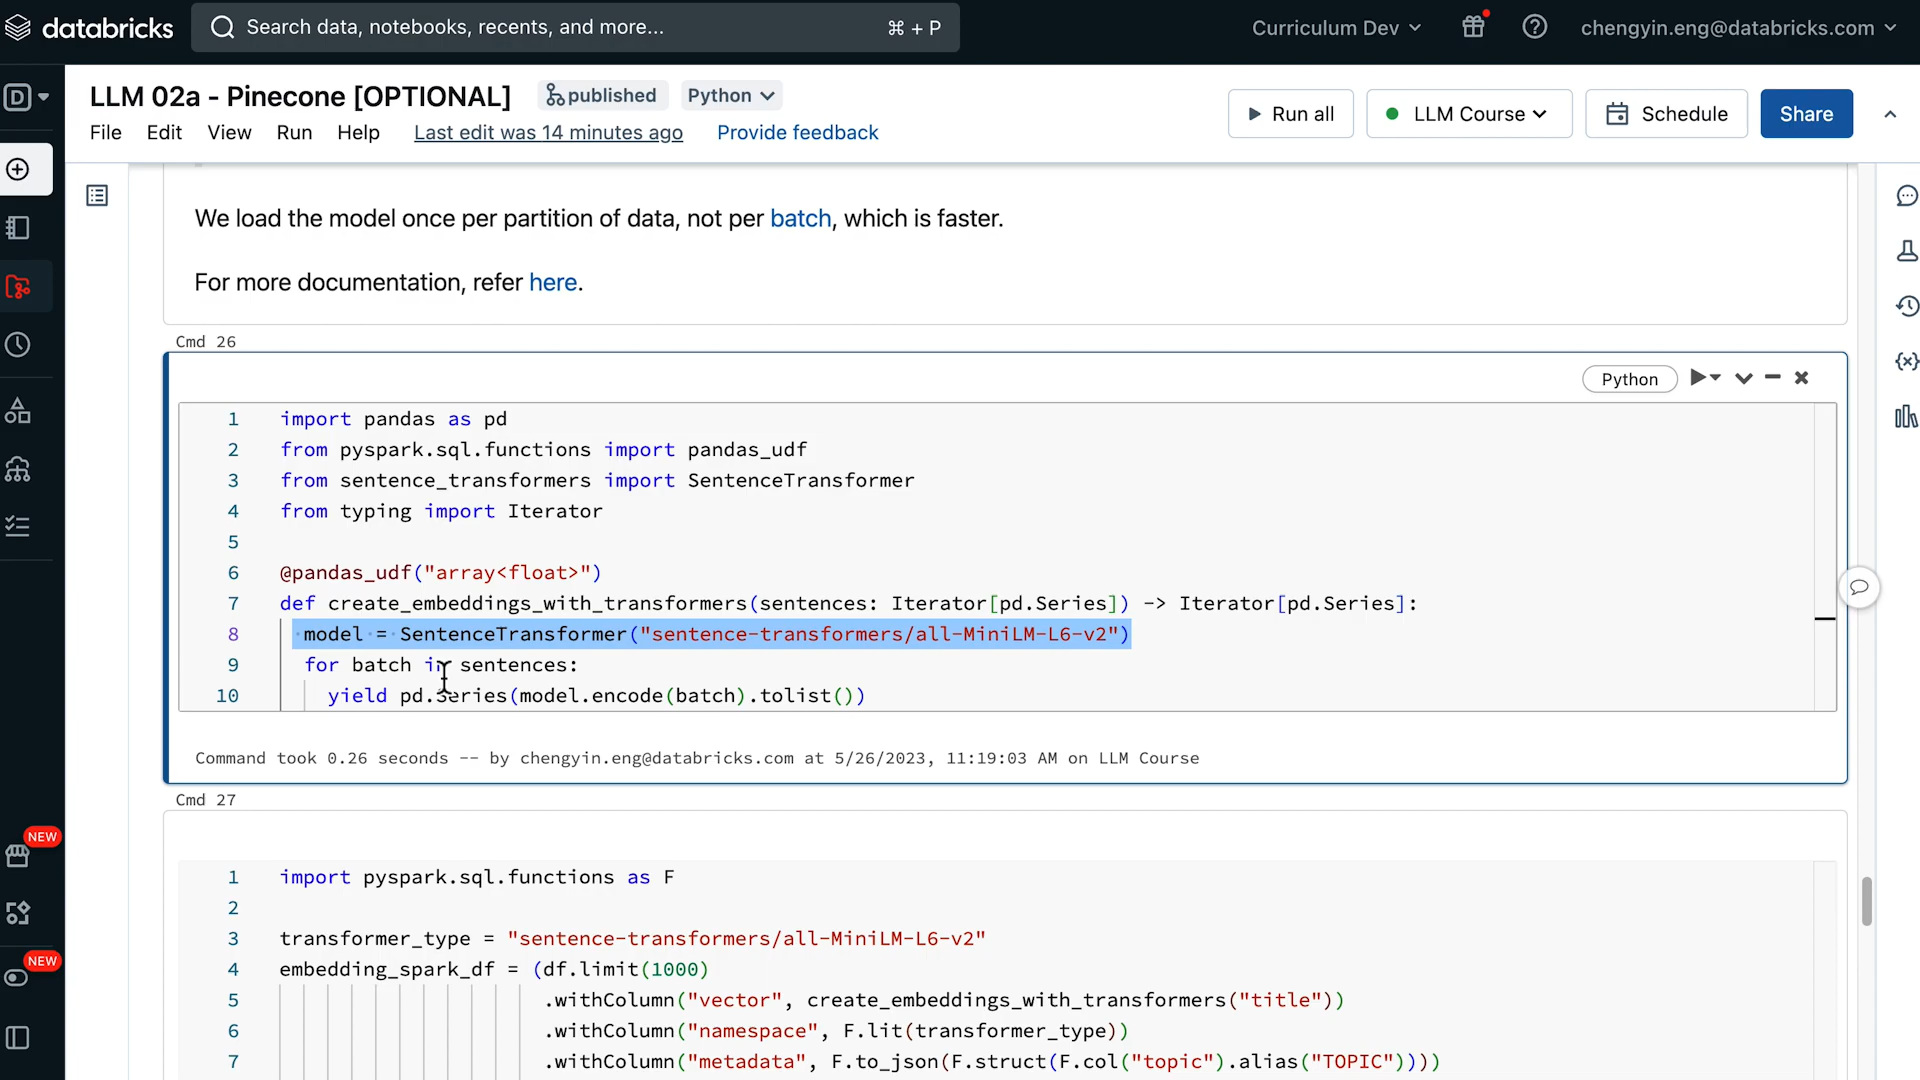 databricks
Search data, notebooks, recents, and more...
⌘ + P
Curriculum Dev
chengyin.eng@databricks.com
D
LLM 02a - Pinecone [OPTIONAL]
published
Python
File Edit View Run Help Last edit was 14 minutes ago Provide feedback
Run all
LLM Course
Schedule
Share
We load the model once per partition of data, not per batch, which is faster.
For more documentation, refer here.
Cmd 26
Python
1 import pandas as pd
2 from pyspark.sql.functions import pandas_udf
3 from sentence_transformers import SentenceTransformer
4 from typing import Iterator
5
6 @pandas_udf("array<float>")
7 def create_embeddings_with_transformers(sentences: Iterator[pd.Series]) -> Iterator[pd.Series]:
8 model = SentenceTransformer("sentence-transformers/all-MiniLM-L6-v2")
9 for batch in sentences:
10 yield pd.Series(model.encode(batch).tolist())
Command took 0.26 seconds -- by chengyin.eng@databricks.com at 5/26/2023, 11:19:03 AM on LLM Course
Cmd 27
NEW
1 import pyspark.sql.functions as F
2
3 transformer_type = "sentence-transformers/all-MiniLM-L6-v2"
NEW
4 embedding_spark_df = (df.limit(1000)
5 .withColumn("vector", create_embeddings_with_transformers("title"))
6 .withColumn("namespace", F.lit(transformer_type))
7 .withColumn("metadata", F.to_json(F.struct(F.col("topic").alias("TOPIC"))))